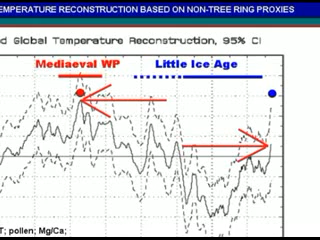 TEMPERATURE RECONSTRUCTION BASED ON NON-TREE RING PROXIES
d Global Temperature Reconstruction, 95% CI
Mediaeval WP
Little Ice Age
T; pollen; Mg/Ca;